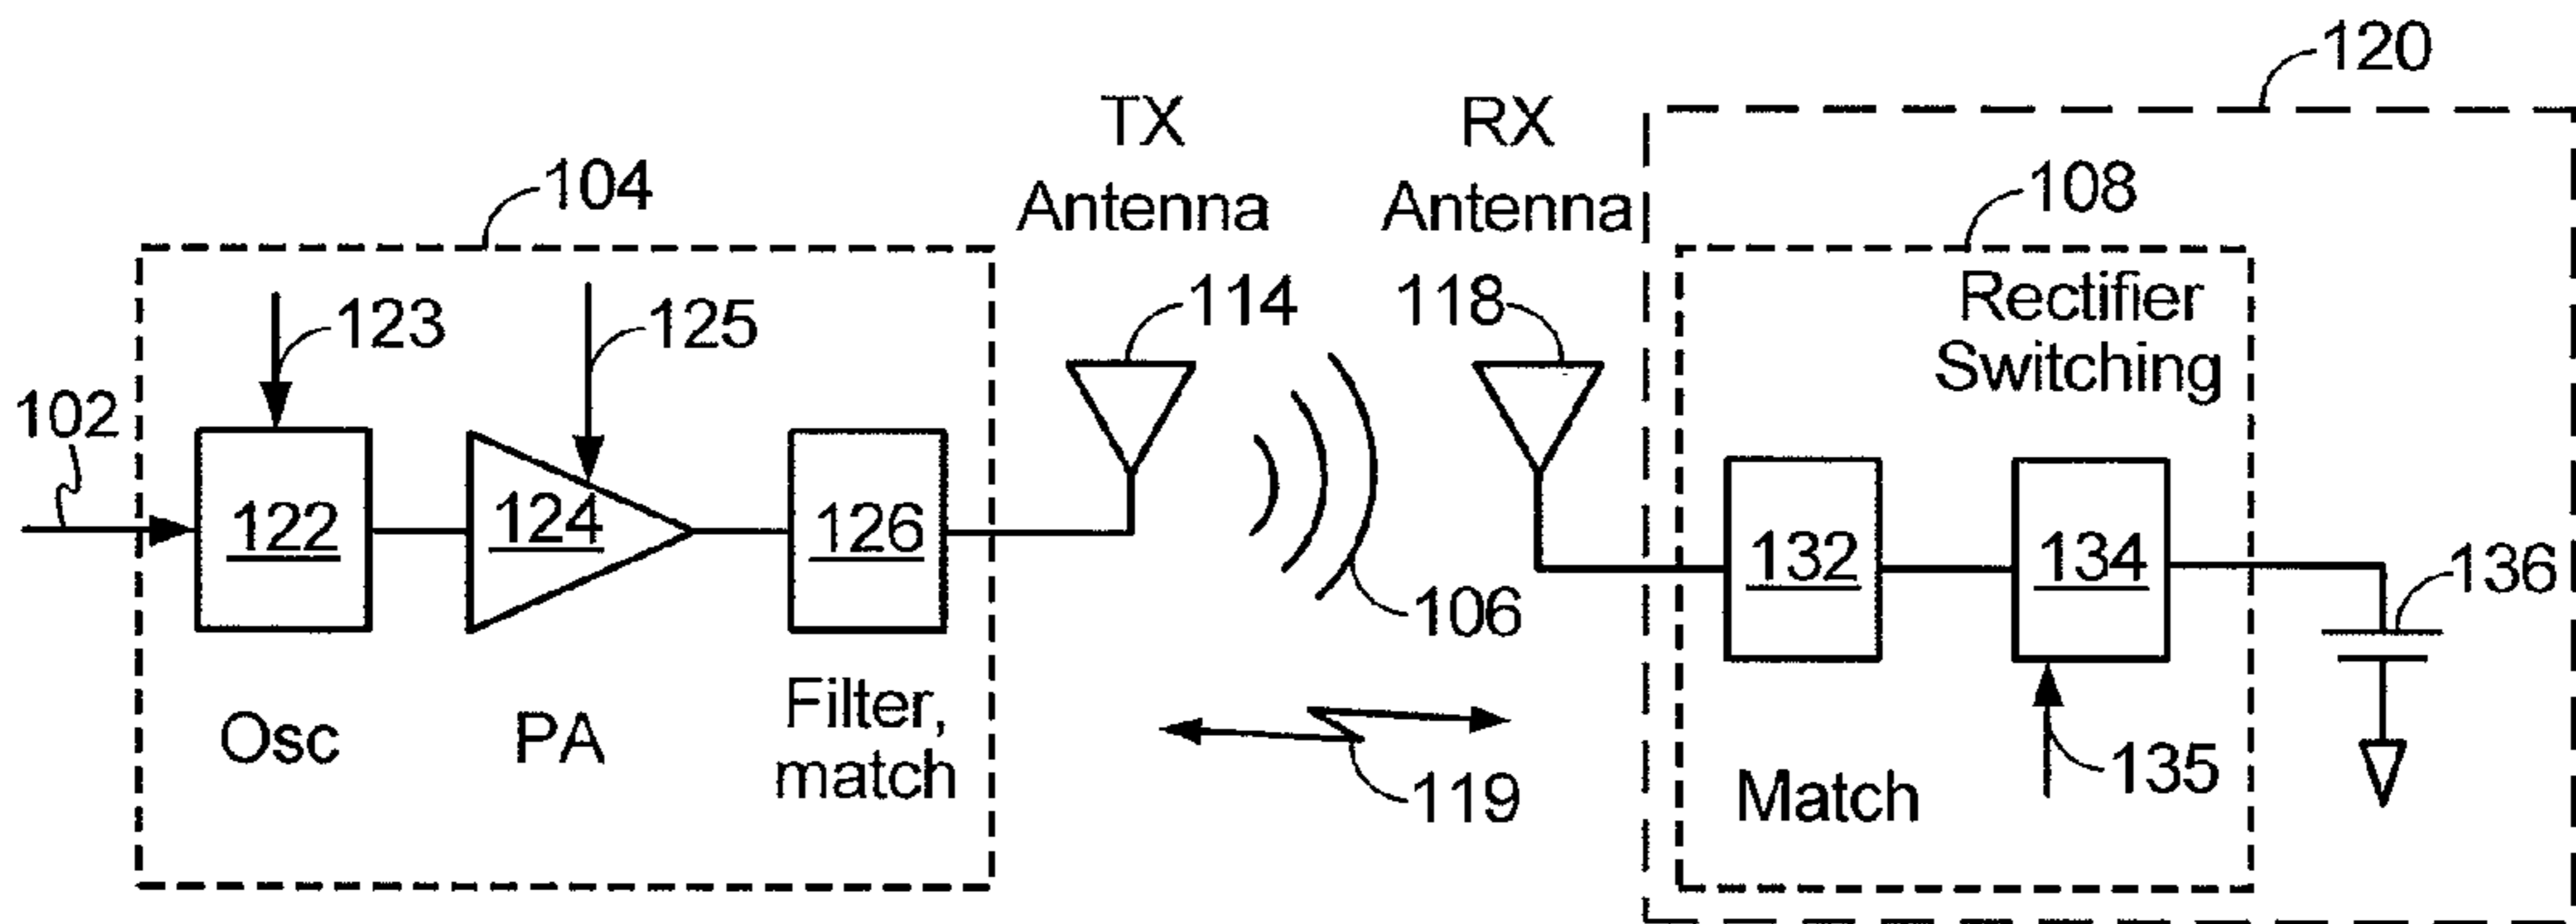 120
TX
Antenna
RX
Antenna
104
108
Rectifier
Switching
123
125
114
118
102
122
124
126
132
134
136
106
Osc
PA
Filter,
match
119
Match
135